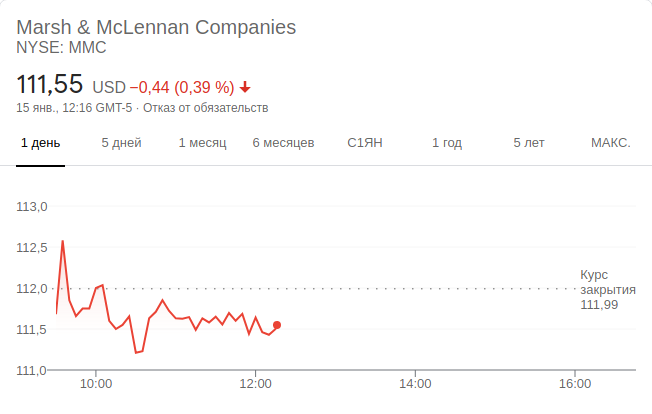 Marsh & McLennan Companies
NYSE: MMC
111,55 USD −0,44 (0,39 %)
15 янв., 12:16 GMT-5 · Отказ от обязательств
1 день 5 дней 1 месяц 6 месяцев С1ЯН 1 год 5 лет МАКС.
113,0
112,5
112,0
111,5
111,0
Курс
закрытия
111,99
10:00 12:00 14:00 16:00